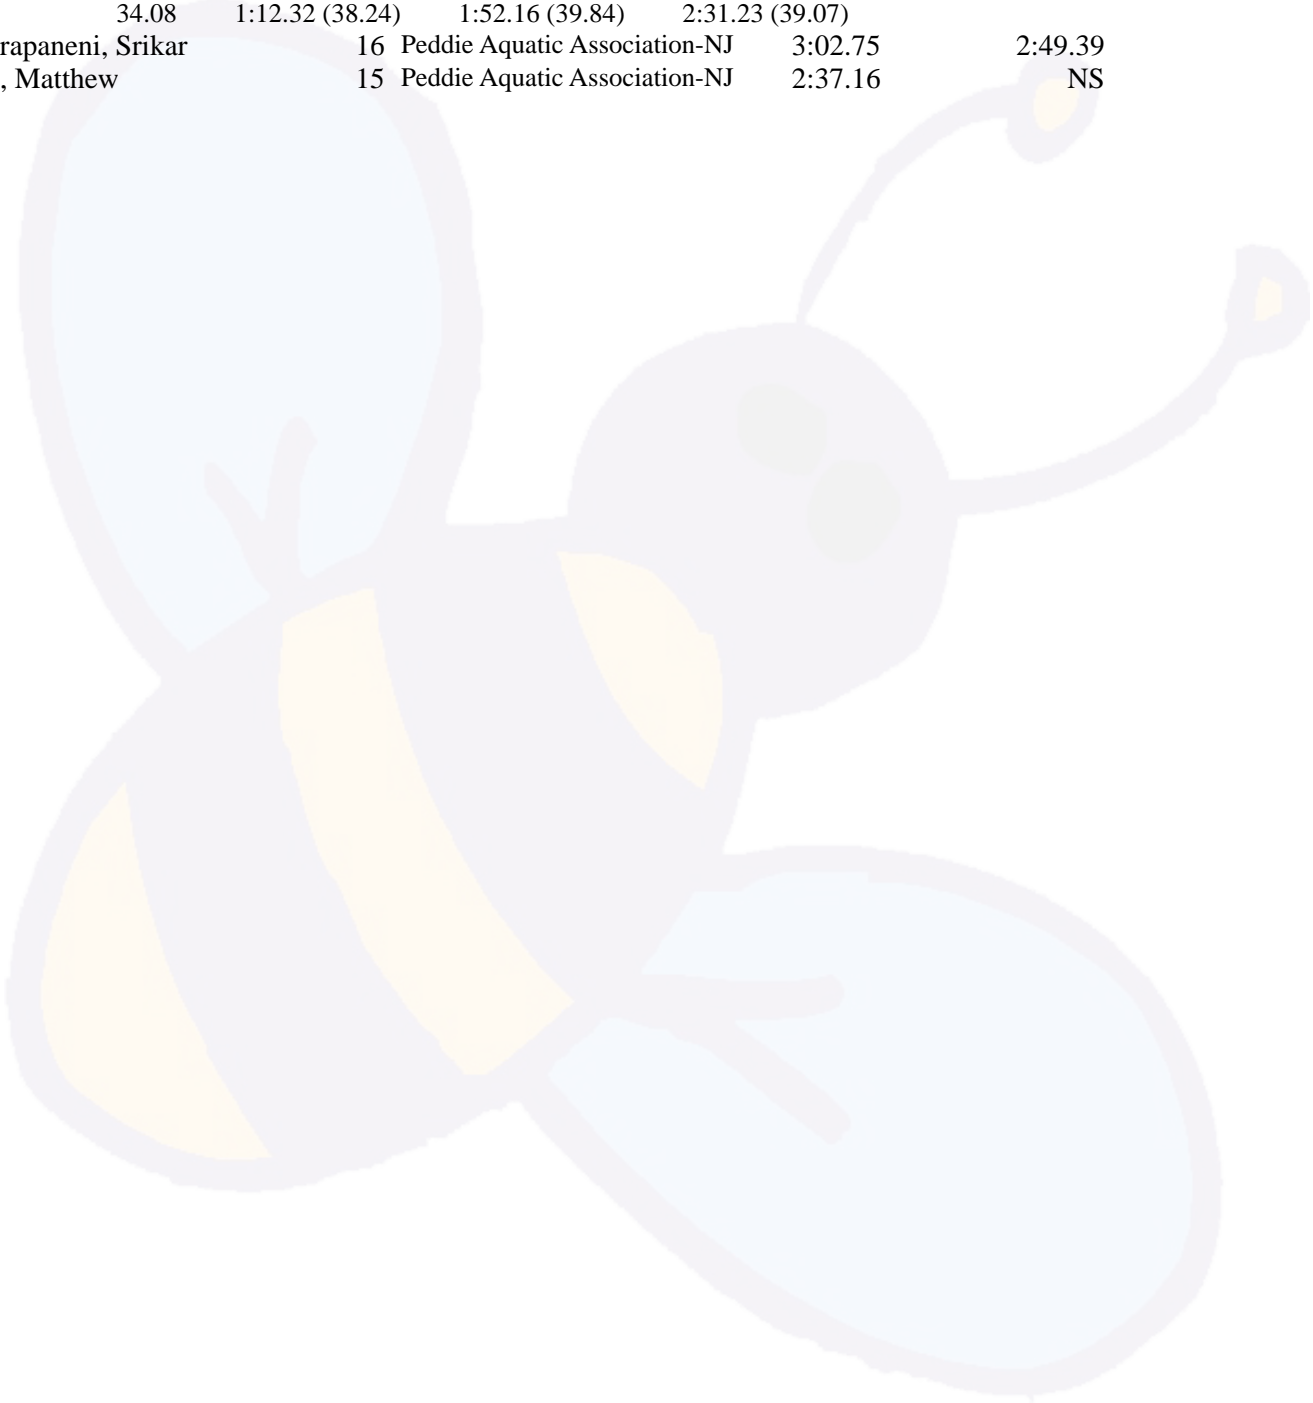 34.08 1:12.32 (38.24) 1:52.16 (39.84) 2:31.23 (39.07)
rapaneni, Srikar 16 Peddie Aquatic Association-NJ 3:02.75 2:49.39
, Matthew 15 Peddie Aquatic Association-NJ 2:37.16 NS